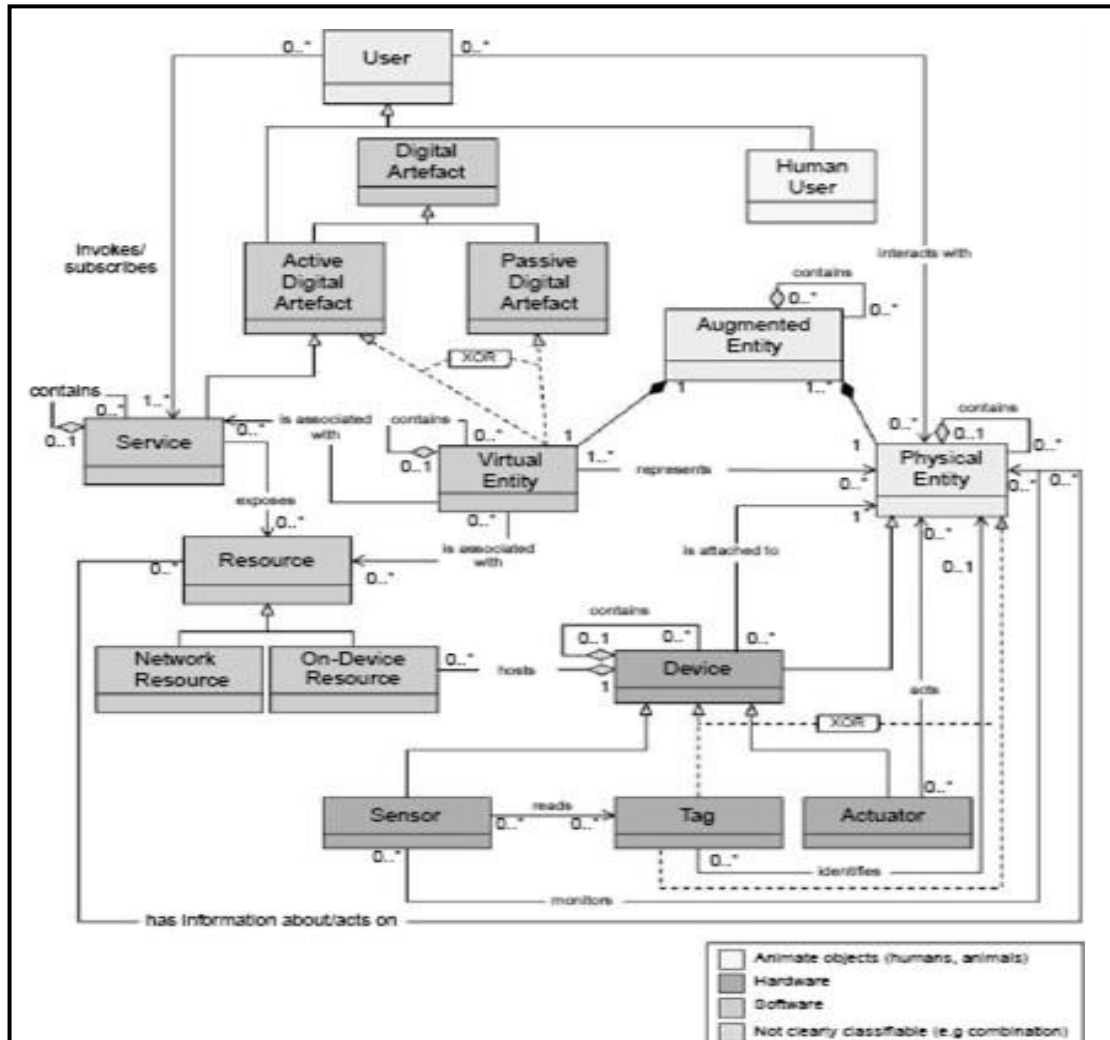 0..*
User
0..*
Digital
Artefact
Human
User
Invokes/
subscribes
Active
Digital
Artefact
Passive
Digital
Artefact
interacts with
contains
0..*
0..*
Augmented
Entity
XOR
1
1..*
contains
0..*
1..*
0..1
Service
0..*
is associated
with
contains
0..*
0..1
Virtual
Entity
1
1..*
0..*
represents
0..*
contains
0..1
0..*
1
Physical
Entity
0..*
0..*
0..*
1
exposes
0..*
is associated
with
0..*
is attached to
0..*
0..1
0..*
Resource
0..*
contains
0..1
0..*
0..*
Network
Resource
On-Device
Resource
0..*
hosts
1
Device
acts
XOR
Sensor
0..*
reads
0..*
Tag
0..*
Actuator
0..*
0..*
identifies
monitors
has information about/acts on
Animate objects (humans, animals)
Hardware
Software
Not clearly classifiable (e.g combination)